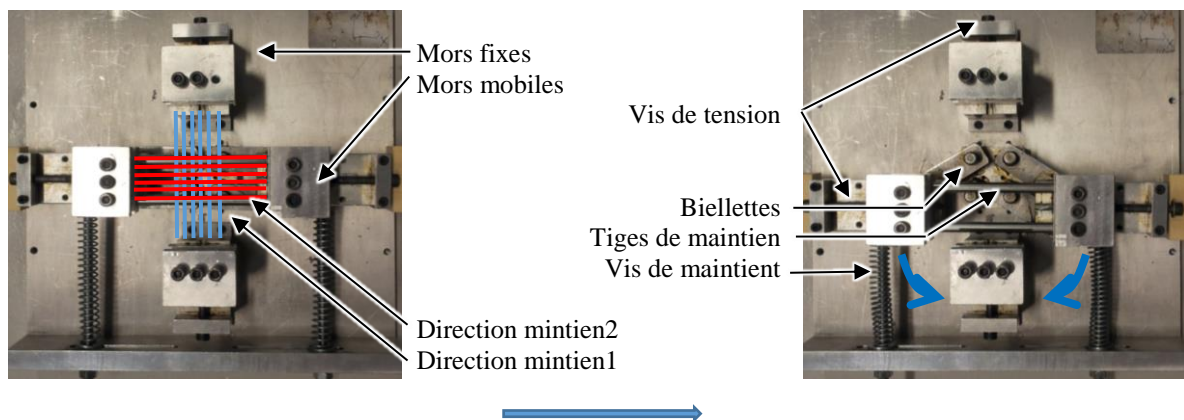 Mors fixes
Mors mobiles
Vis de tension
Biellettes
Tiges de maintien
Vis de maintient
Direction mintien2
Direction mintien1